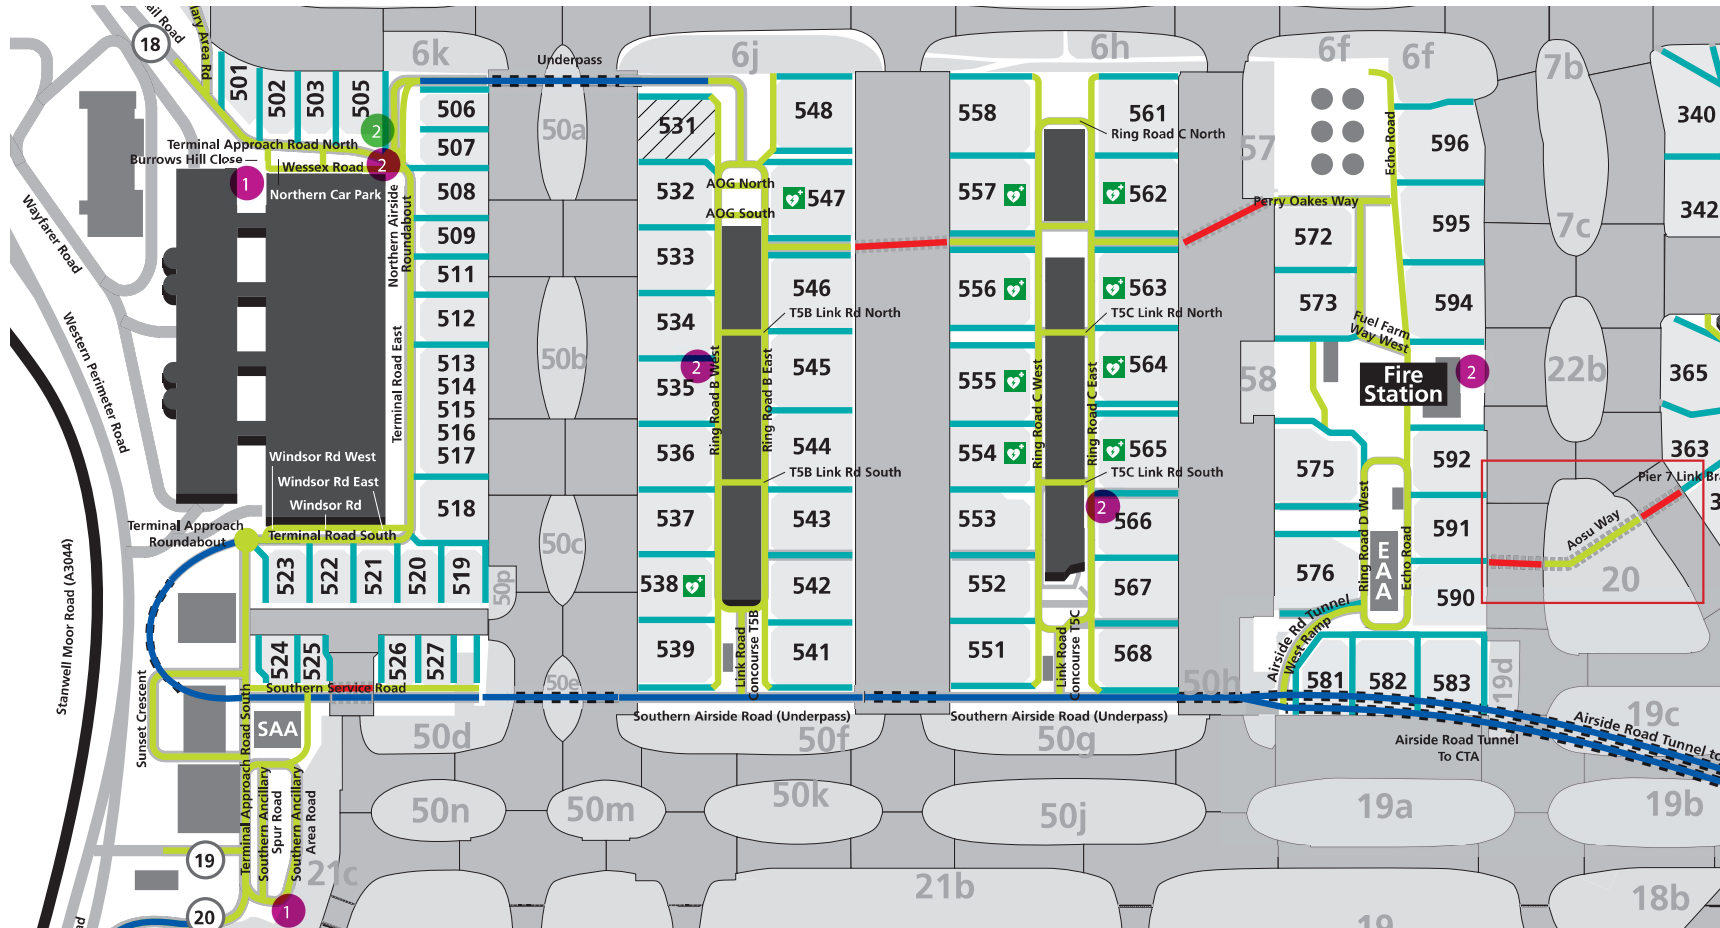 18
ail Road
ary Area Rd
501
502
503
505
6k
Underpass
6j
6h
6f
6f
7b
340
506
507
508
509
511
512
513
514
515
516
517
518
2
Terminal Approach Road North
Burrows Hill Close
Wessex Road
2
1
Northern Car Park
Northern Airside
Roundabout
Wayfarer Road
Western Perimeter Road
Terminal Road East
Windsor Rd West
Windsor Rd East
Windsor Rd
Terminal Approach
Roundabout
Terminal Road South
Stanwell Moor Road (A3044)
523
522
521
520
519
50p
524
525
526
527
Southern Service Road
Sunset Crescent
SAA
Terminal Approach Road South
Southern Ancillary
Spur Road
Southern Ancillary
Area Road
19
20
1
21c
ad
50a
50b
50c
50e
50d
50n
50m
531
532
533
534
535
536
537
538
539
2
AOG North
AOG South
Ring Road B West
Ring Road B East
T5B Link Rd North
T5B Link Rd South
Link Road
Concourse T5B
548
547
546
545
544
543
542
541
Southern Airside Road (Underpass)
50f
50k
21b
558
557
556
555
554
553
552
551
Ring Road C North
Ring Road C West
Ring Road C East
T5C Link Rd North
T5C Link Rd South
2
Link Road
Concourse T5C
561
562
563
564
565
566
567
568
Southern Airside Road (Underpass)
50g
50j
50h
57
58
Perry Oakes Way
Echo Road
572
573
Fuel Farm
Way West
Fire
Station
2
575
576
Ring Road D West
EAA
Echo Road
Airside Rd Tunnel
West Ramp
581
582
583
19d
596
595
594
592
591
590
7c
22b
342
365
363
3
Pier 7 Link Br
Aosu Way
20
19c
Airside Road Tunnel to
Airside Road Tunnel
To CTA
19a
19b
19
18b